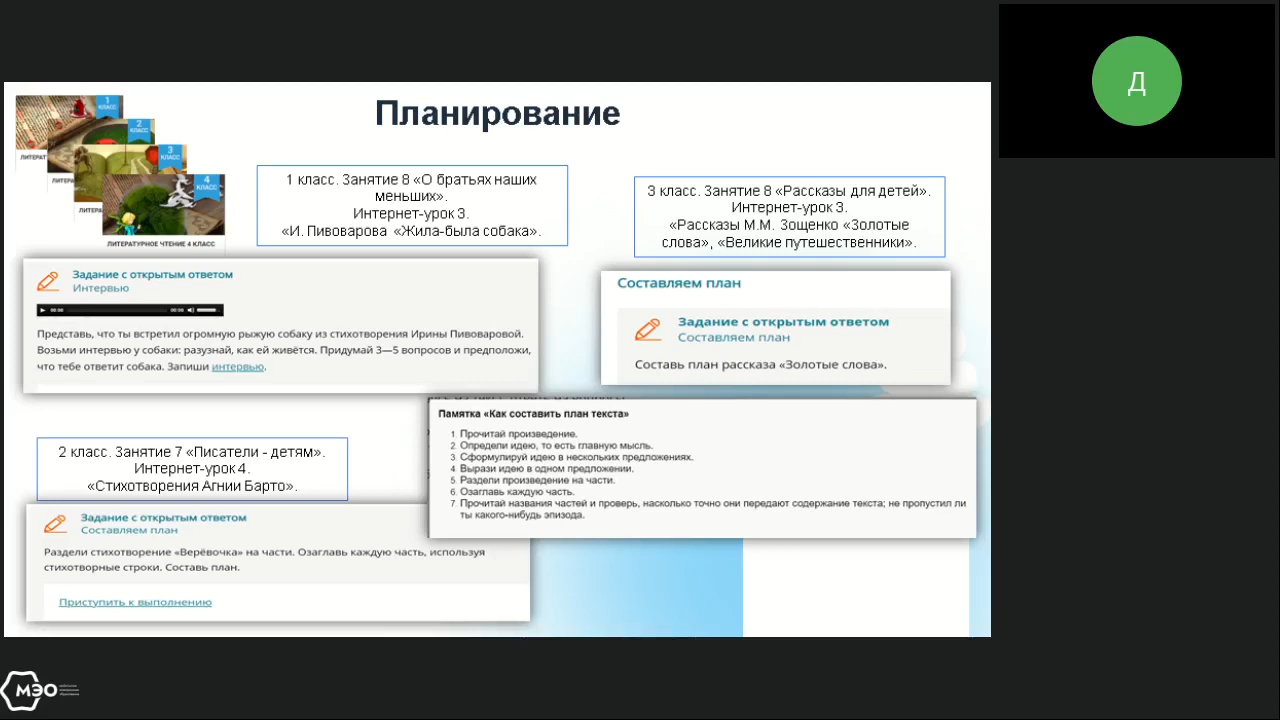 Д
Планирование
1
КЛАСС
2
КЛАСС
3
КЛАСС
4
КЛАСС
ЛИТЕРАТ
ЛИТЕРА
ЛИТЕРА
ЛИТЕРАТУРНОЕ ЧТЕНИЕ 4 КЛАСС
1 класс. Занятие 8 «О братьях наших
меньших».
Интернет-урок 3.
«И. Пивоварова «Жила-была собака».
3 класс. Занятие 8 «Рассказы для детей».
Интернет-урок 3.
«Рассказы М.М. Зощенко «Золотые
слова», «Великие путешественники».
Задание с открытым ответом
Интервью
00:00 00:00
Представь, что ты встретил огромную рыжую собаку из стихотворения Ирины Пивоваровой.
Возьми интервью у собаки: разузнай, как ей живётся. Придумай 3—5 вопросов и предположи,
что тебе ответит собака. Запиши интервью.
Составляем план
Задание с открытым ответом
Составляем план
Составь план рассказа «Золотые слова».
Памятка «Как составить план текста»
1. Прочитай произведение.
2. Определи идею, то есть главную мысль.
3. Сформулируй идею в нескольких предложениях.
4. Вырази идею в одном предложении.
5. Раздели произведение на части.
6. Озаглавь каждую часть.
7. Прочитай названия частей и проверь, насколько точно они передают содержание текста; не пропустил ли
ты какого-нибудь эпизода.
2 класс. Занятие 7 «Писатели - детям».
Интернет-урок 4.
«Стихотворения Агнии Барто».
Задание с открытым ответом
Составляем план
Раздели стихотворение «Верёвочка» на части. Озаглавь каждую часть, используя
стихотворные строки. Составь план.
Приступить к выполнению
МЭО